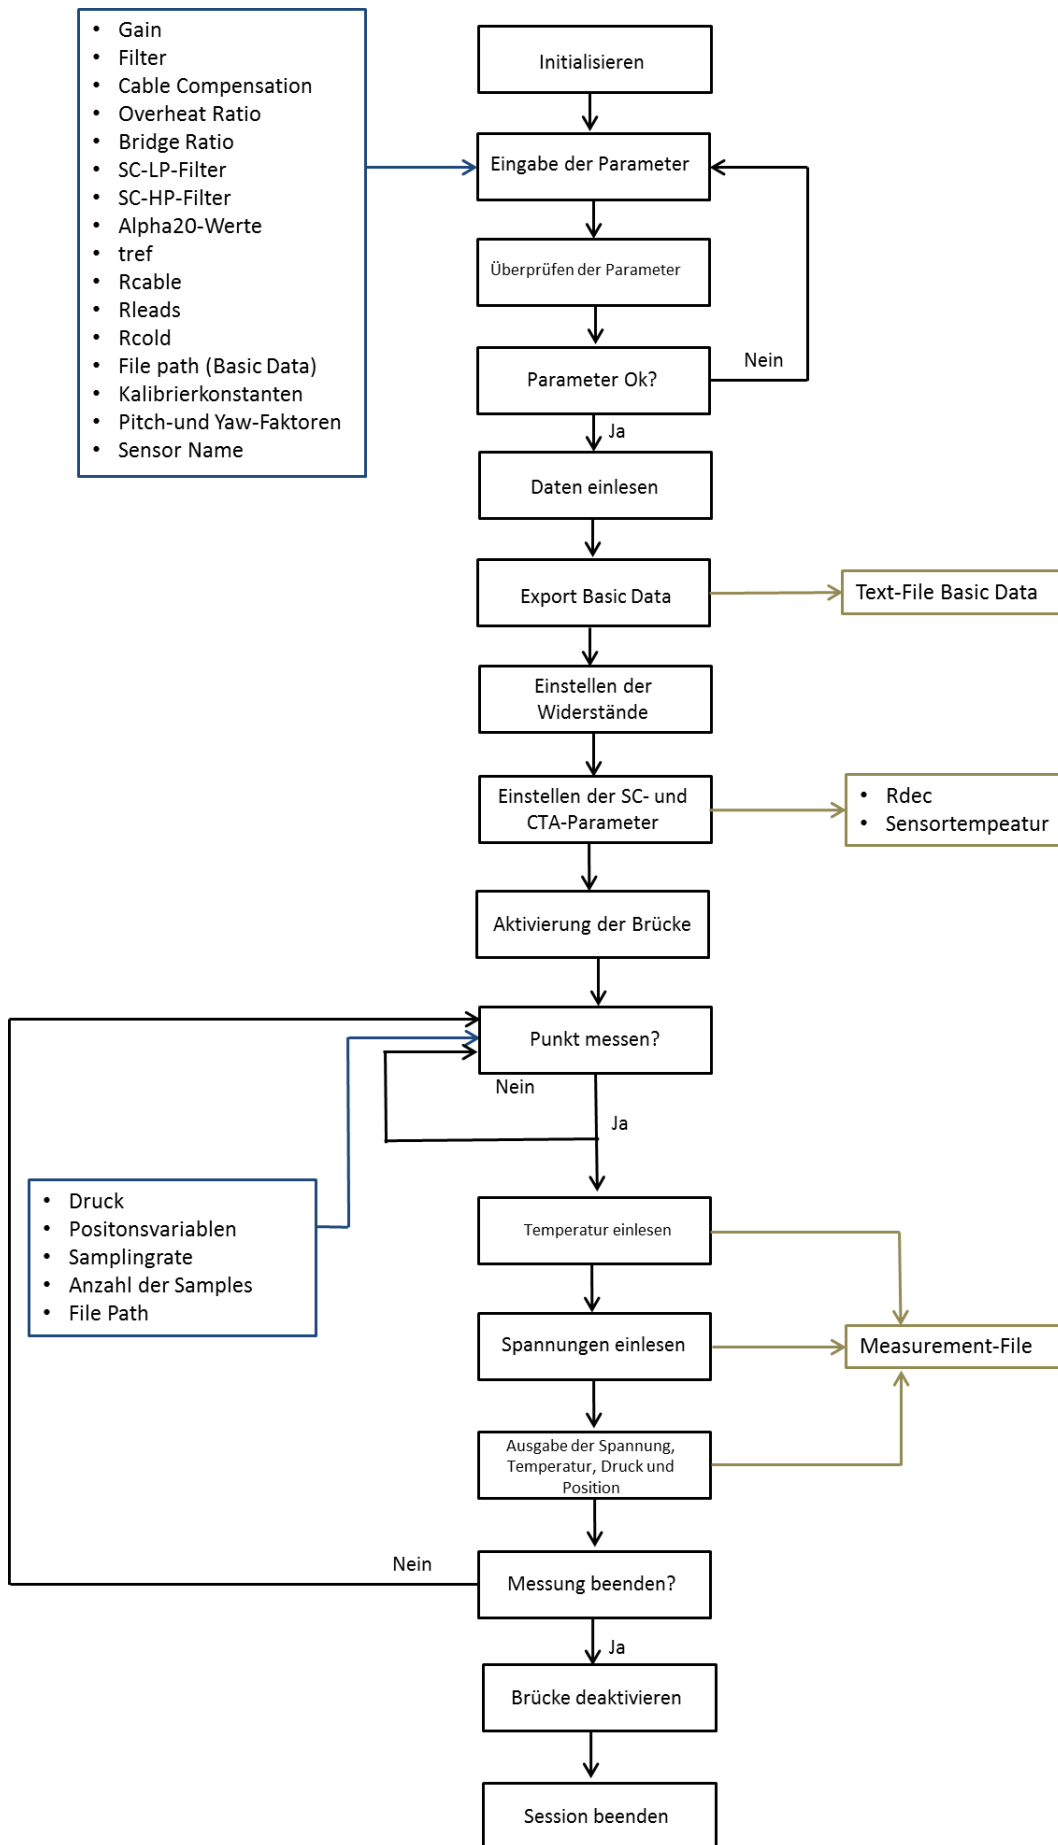 • Gain
• Filter
• Cable Compensation
• Overheat Ratio
• Bridge Ratio
• SC-LP-Filter
• SC-HP-Filter
• Alpha20-Werte
• tref
• Rcable
• Rleads
• Rcold
• File path (Basic Data)
• Kalibrierkonstanten
• Pitch-und Yaw-Faktoren
• Sensor Name
Initialisieren
Eingabe der Parameter
Überprüfen der Parameter
Parameter Ok?
Nein
Ja
Daten einlesen
Export Basic Data
Text-File Basic Data
Einstellen der
Widerstände
Einstellen der SC- und
CTA-Parameter
• Rdec
• Sensortempeatur
Aktivierung der Brücke
Punkt messen?
Nein
Ja
• Druck
• Positonsvariablen
• Samplingrate
• Anzahl der Samples
• File Path
Temperatur einlesen
Spannungen einlesen
Measurement-File
Ausgabe der Spannung,
Temperatur, Druck und
Position
Nein
Messung beenden?
Ja
Brücke deaktivieren
Session beenden